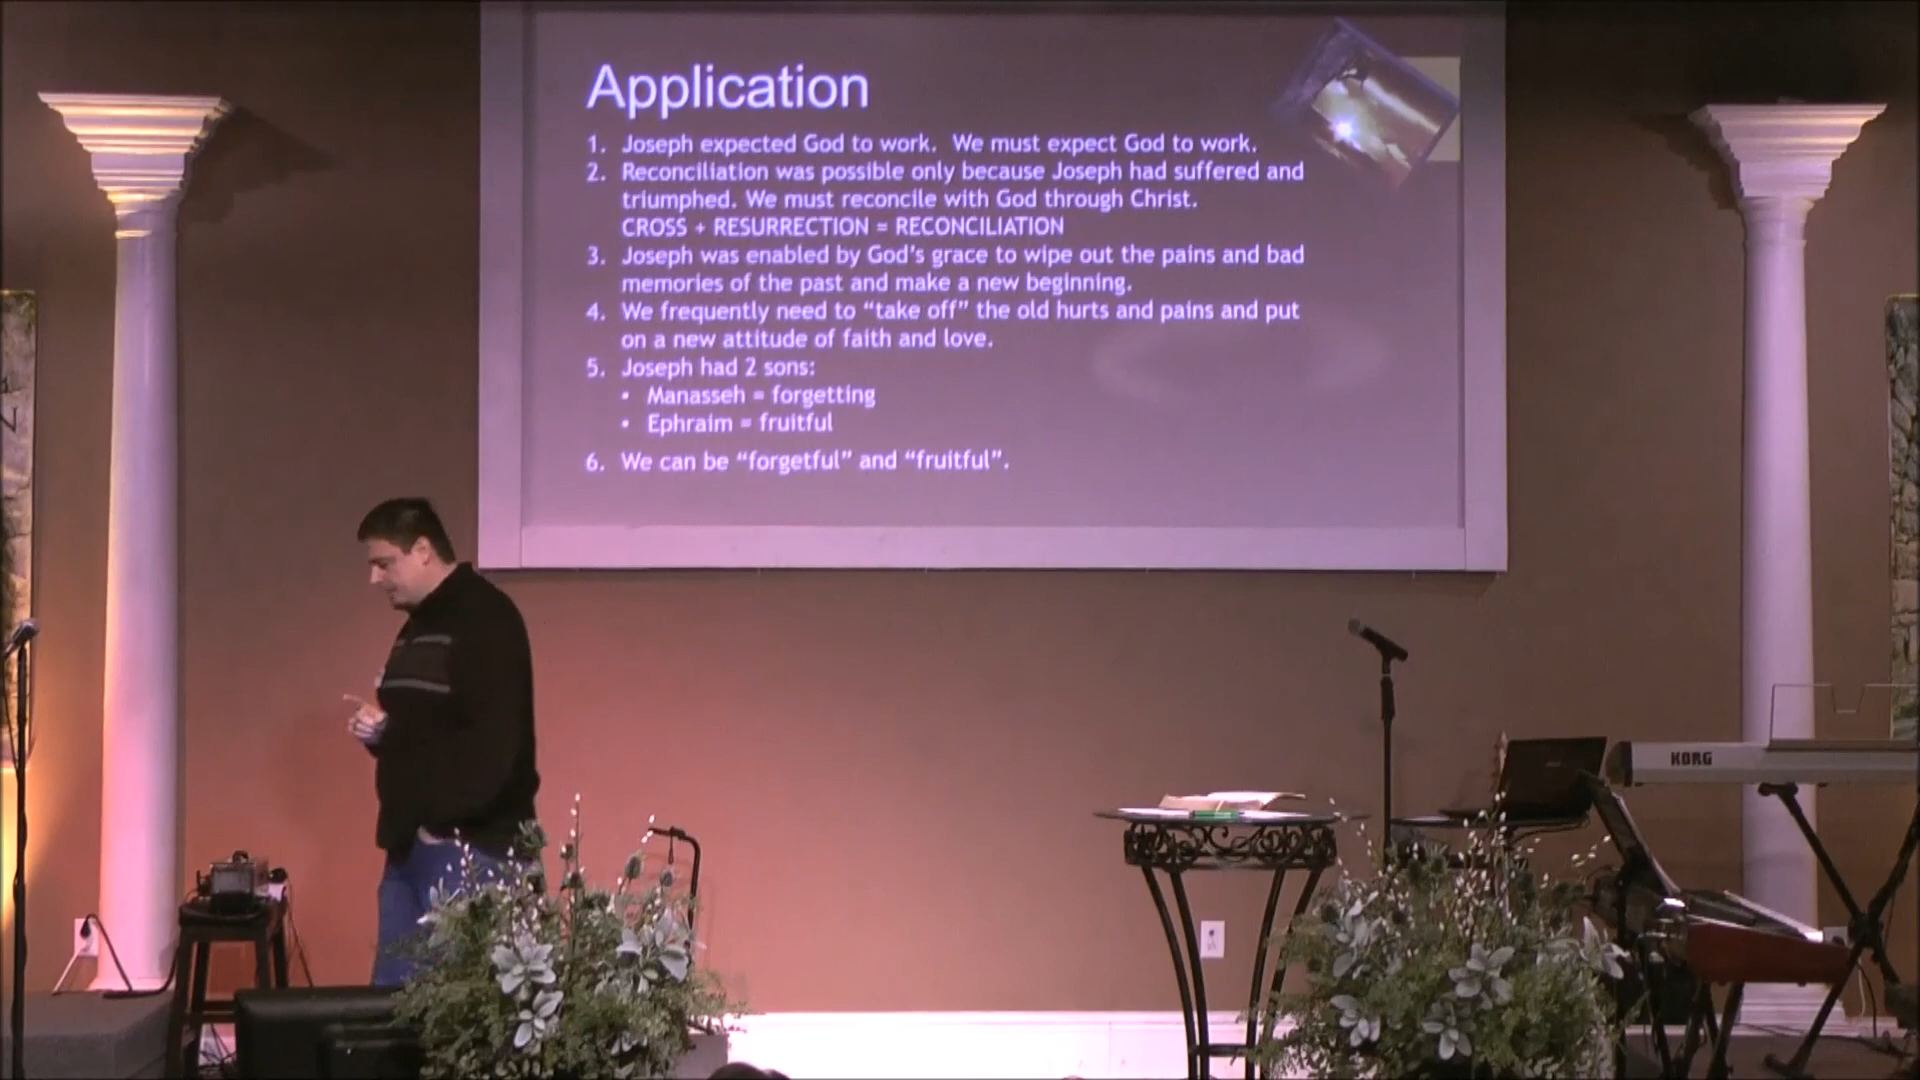 Application
1. Joseph expected God to work. We must expect God to work.
2. Reconciliation was possible only because Joseph had suffered and
triumphed. We must reconcile with God through Christ.
CROSS + RESURRECTION = RECONCILIATION
3. Joseph was enabled by God's grace to wipe out the pains and bad
memories of the past and make a new beginning.
4. We frequently need to “take off” the old hurts and pains and put
on a new attitude of faith and love.
5. Joseph had 2 sons:
• Manasseh = forgetting
• Ephraim = fruitful
6. We can be “forgetful” and “fruitful”.
KORG